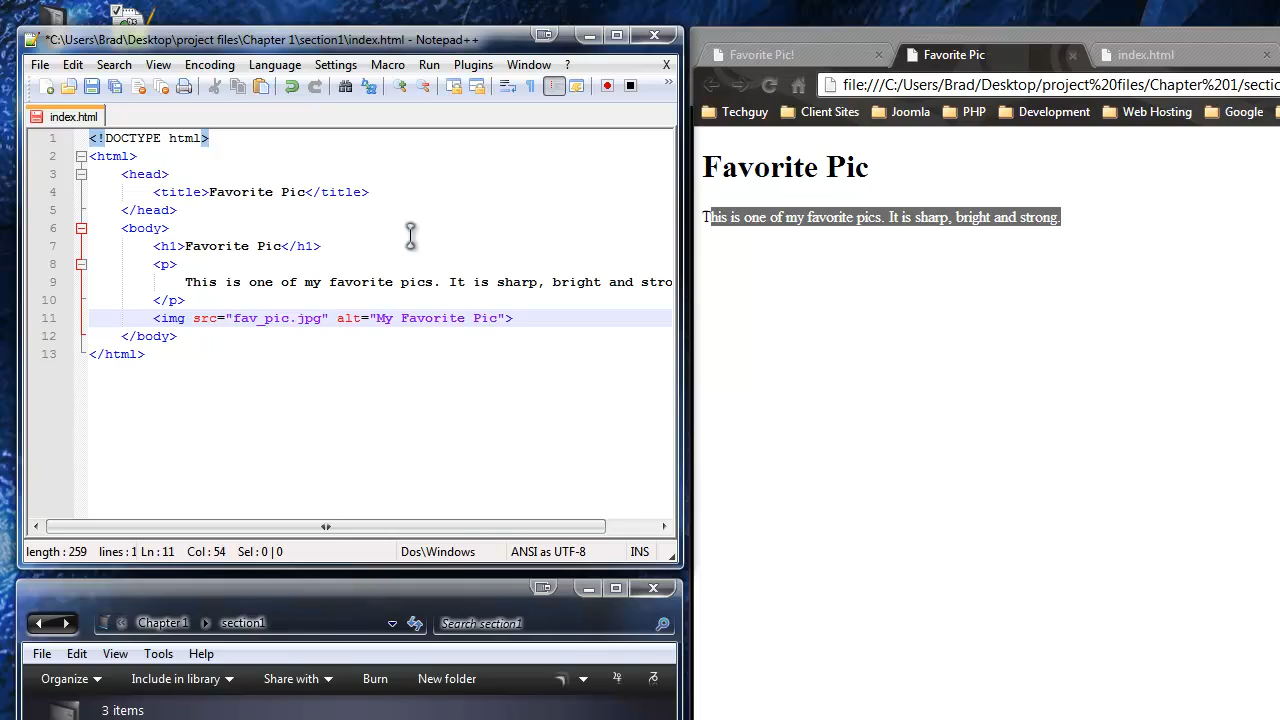 *C:\Users\Brad\Desktop\project files\Chapter 1\section1\index.html - Notepad++
File Edit Search View Encoding Language Settings Macro Run Plugins Window ? X
index.html
1 <!DOCTYPE html>
2 <html>
3 <head>
4 <title>Favorite Pic</title>
5 </head>
6 <body>
7 <h1>Favorite Pic</h1>
8 <p>
9 This is one of my favorite pics. It is sharp, bright and stro
10 </p>
11 <img src="fav_pic.jpg" alt="My Favorite Pic">
12 </body>
13 </html>
length : 259 lines : 1 Ln : 11 Col : 54 Sel : 0 | 0 Dos\Windows ANSI as UTF-8 INS
Chapter 1 section1 Search section1
File Edit View Tools Help
Organize Include in library Share with Burn New folder
3 items
Favorite Pic! Favorite Pic index.html
file:///C:/Users/Brad/Desktop/project%20files/Chapter%201/sectio
Techguy Client Sites Joomla PHP Development Web Hosting Google
Favorite Pic
This is one of my favorite pics. It is sharp, bright and strong.